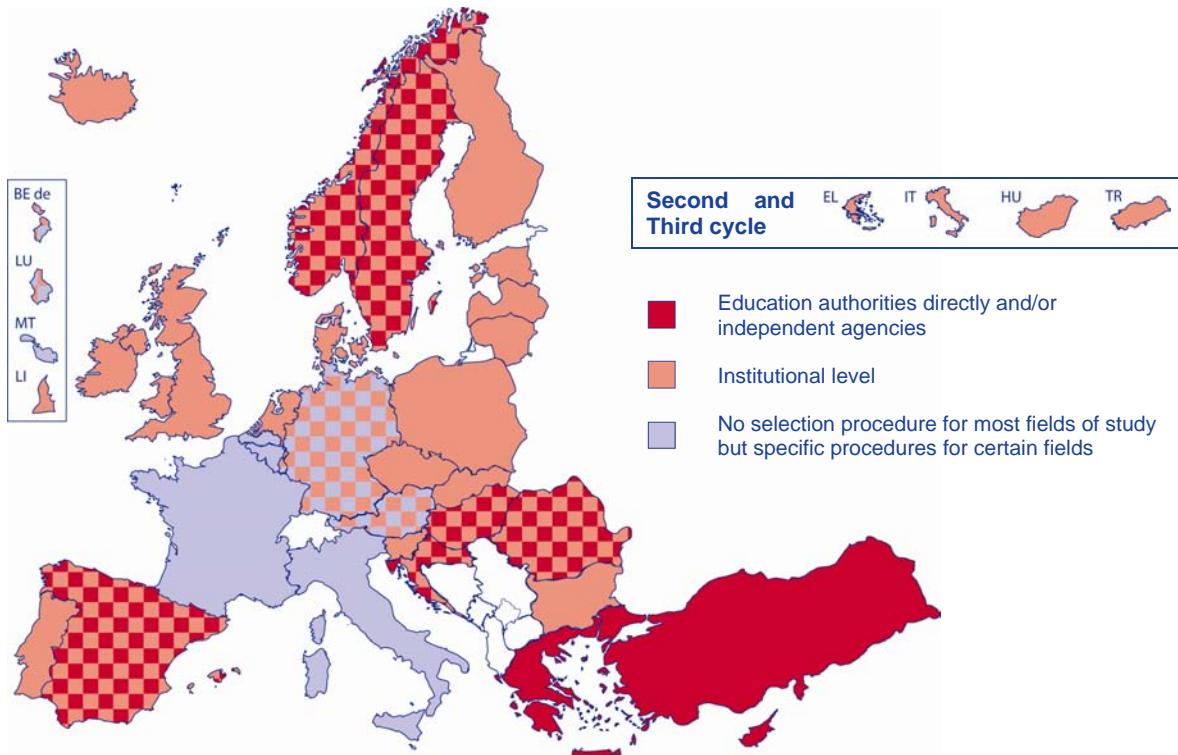 BE de
LU
MT
LI
Second and
Third cycle
EL
IT
HU
TR
Education authorities directly and/or
independent agencies
Institutional level
No selection procedure for most fields of study
but specific procedures for certain fields